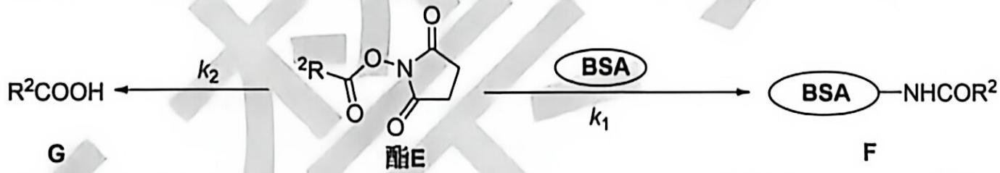 R²COOH
k₂
²R
O
O
N
O
O
BSA
k₁
BSA
NHCOR²
G
酯E
F